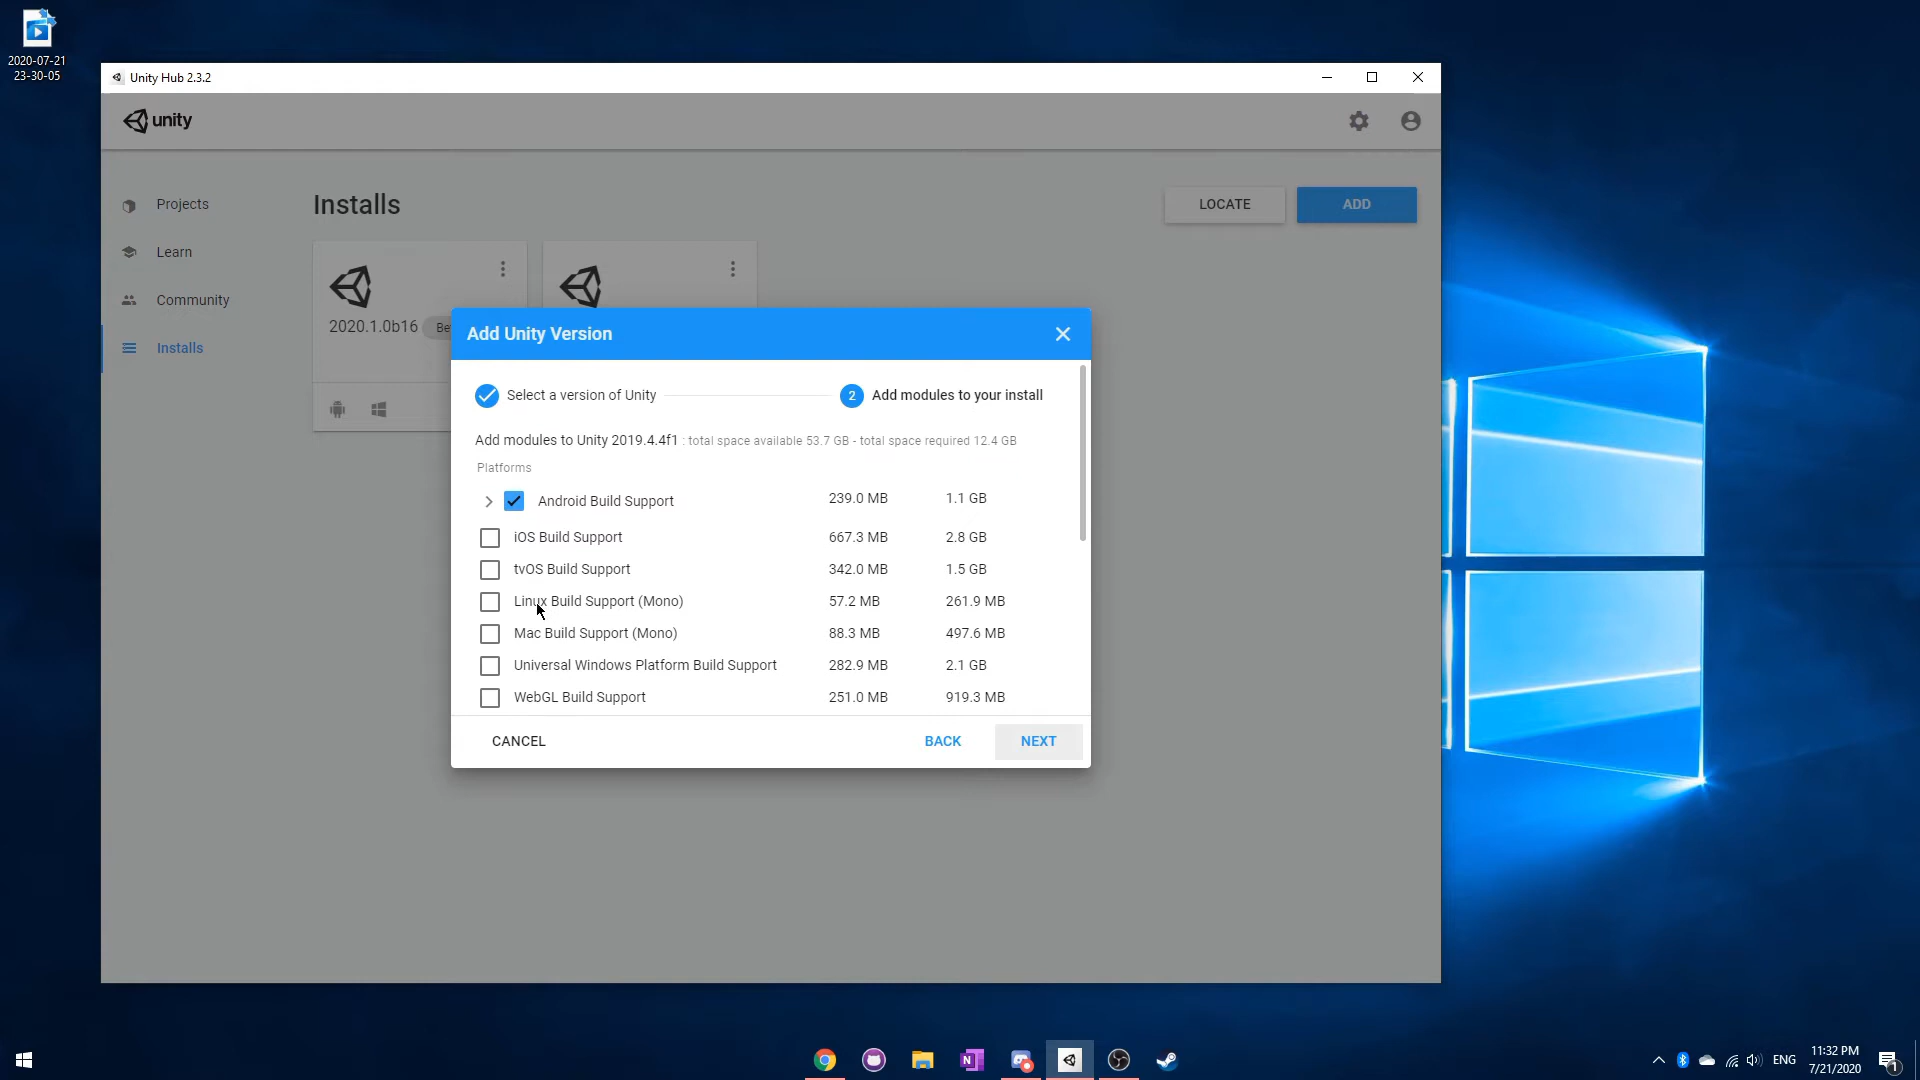 2020-07-21
23-30-05
Unity Hub 2.3.2
unity
Projects
Learn
Community
Installs
Installs
LOCATE
ADD
2020.1.0b16
Be
Add Unity Version
Select a version of Unity
2
Add modules to your install
Add modules to Unity 2019.4.4f1 : total space available 53.7 GB - total space required 12.4 GB
Platforms
Android Build Support 239.0 MB 1.1 GB
iOS Build Support 667.3 MB 2.8 GB
tvOS Build Support 342.0 MB 1.5 GB
Linux Build Support (Mono) 57.2 MB 261.9 MB
Mac Build Support (Mono) 88.3 MB 497.6 MB
Universal Windows Platform Build Support 282.9 MB 2.1 GB
WebGL Build Support 251.0 MB 919.3 MB
CANCEL
BACK
NEXT
N
ENG
11:32 PM
7/21/2020
1